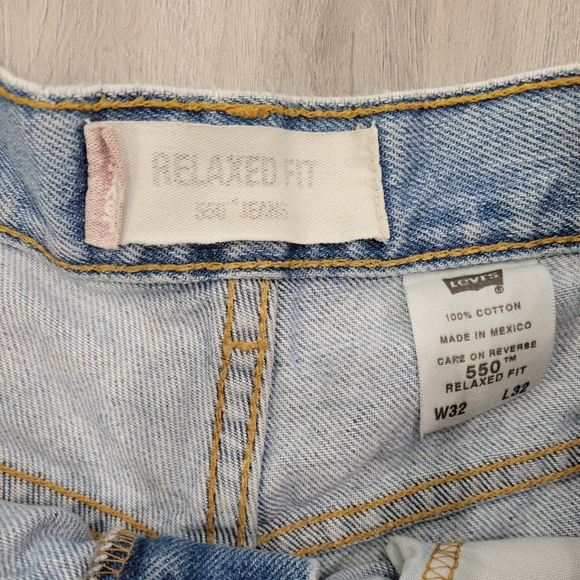 RELAXED FIT
550™ JEANS
Levi's ®
100% COTTON
MADE IN MEXICO
CARE ON REVERSE
550™
RELAXED FIT
W32 L32